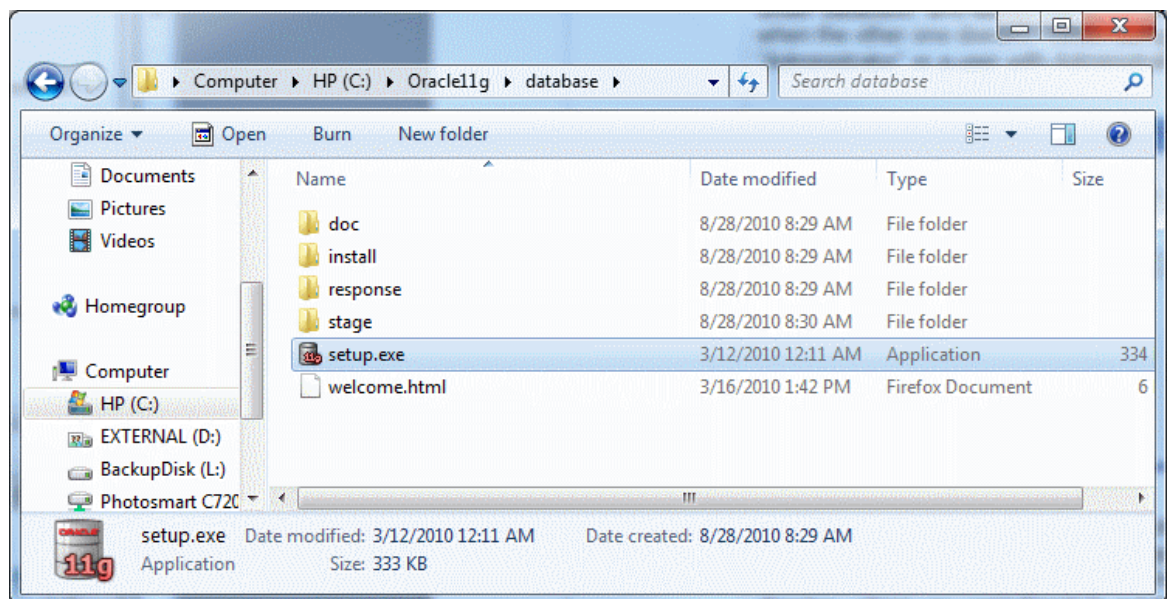 Computer HP (C:) Oracle11g database Search database
Organize Open Burn New folder
Documents
Pictures
Videos
Homegroup
Computer
HP (C:)
EXTERNAL (D:)
BackupDisk (L:)
Photosmart C720
Name Date modified Type Size
doc 8/28/2010 8:29 AM File folder
install 8/28/2010 8:29 AM File folder
response 8/28/2010 8:29 AM File folder
stage 8/28/2010 8:30 AM File folder
setup.exe 3/12/2010 12:11 AM Application 334
welcome.html 3/16/2010 1:42 PM Firefox Document 6
ORACLE
11g
setup.exe Date modified: 3/12/2010 12:11 AM Date created: 8/28/2010 8:29 AM
Application Size: 333 KB